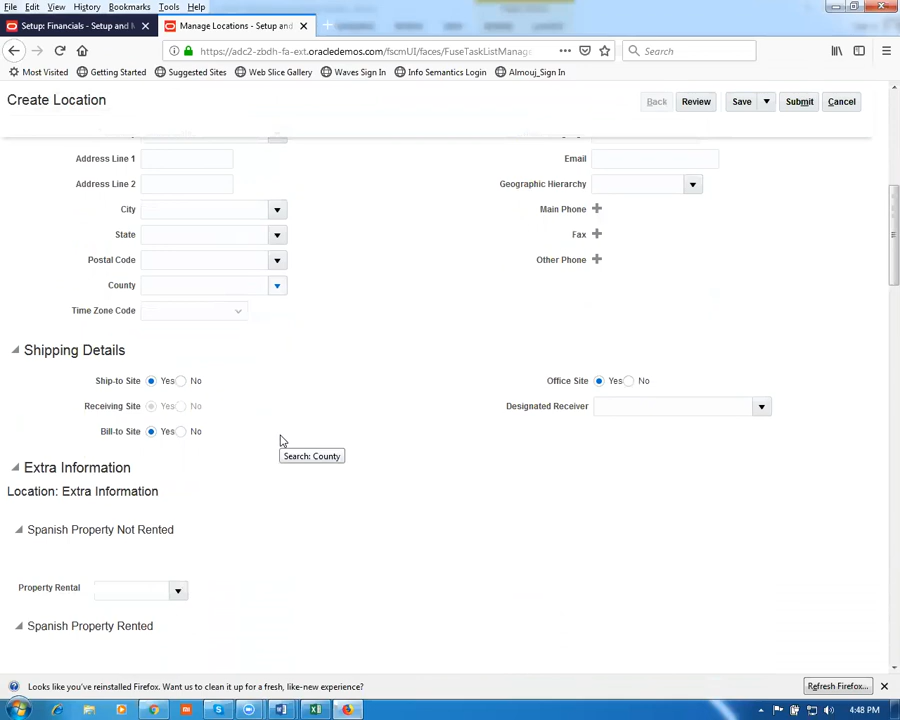 File Edit View History Bookmarks Tools Help
Setup: Financials - Setup and M
Manage Locations - Setup and
https://adc2-zbdh-fa-ext.oracledemos.com/fscmUI/faces/FuseTaskListManag
Search
Most Visited Getting Started Suggested Sites Web Slice Gallery Waves Sign In Info Semantics Login Almouj_Sign In
Create Location
Back Review Save Submit Cancel
Address Line 1
Email
Address Line 2
Geographic Hierarchy
City
Main Phone
State
Fax
Postal Code
Other Phone
County
Time Zone Code
Shipping Details
Ship-to Site Yes No
Office Site Yes No
Receiving Site Yes No
Designated Receiver
Bill-to Site Yes No
Search: County
Extra Information
Location: Extra Information
Spanish Property Not Rented
Property Rental
Spanish Property Rented
Looks like you've reinstalled Firefox. Want us to clean it up for a fresh, like-new experience?
Refresh Firefox...
4:48 PM